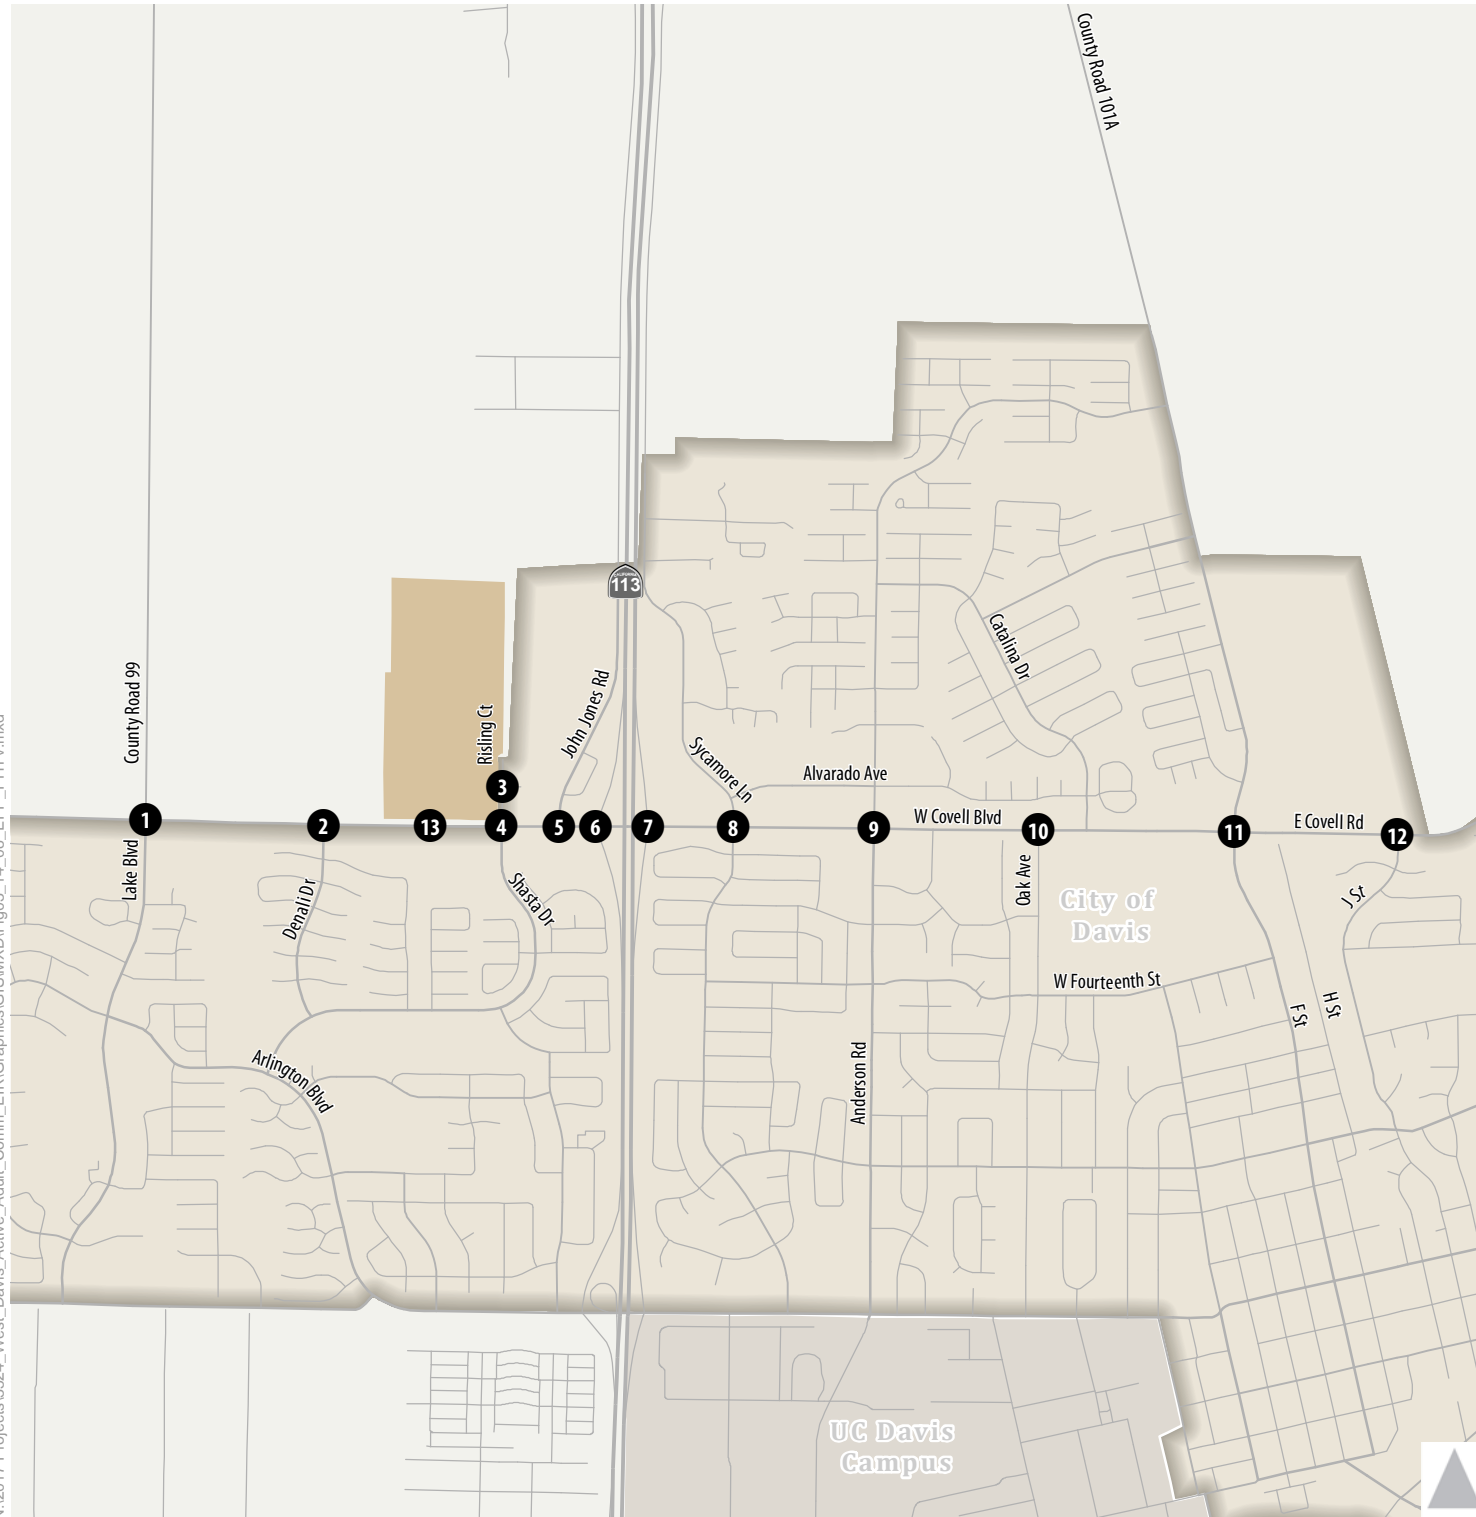 County Road 101A
CALIFORNIA
113
County Road 99
Risling Ct
John Jones Rd
Sycamore Ln
Catalina Dr
Alvarado Ave
W Covell Blvd
E Covell Rd
1
2
13
3
4
5
6
7
8
9
10
11
12
Lake Blvd
Denali Dr
Shasta Dr
Oak Ave
City of
Davis
J St
W Fourteenth St
F St
H St
Arlington Blvd
Anderson Rd
UC Davis
Campus